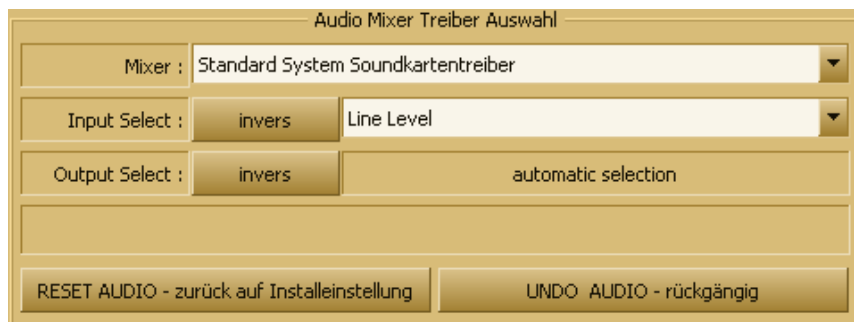 Audio Mixer Treiber Auswahl
Mixer : Standard System Soundkartentreiber
Input Select : invers Line Level
Output Select : invers automatic selection
RESET AUDIO - zurück auf Installeinstellung UNDO AUDIO - rückgängig